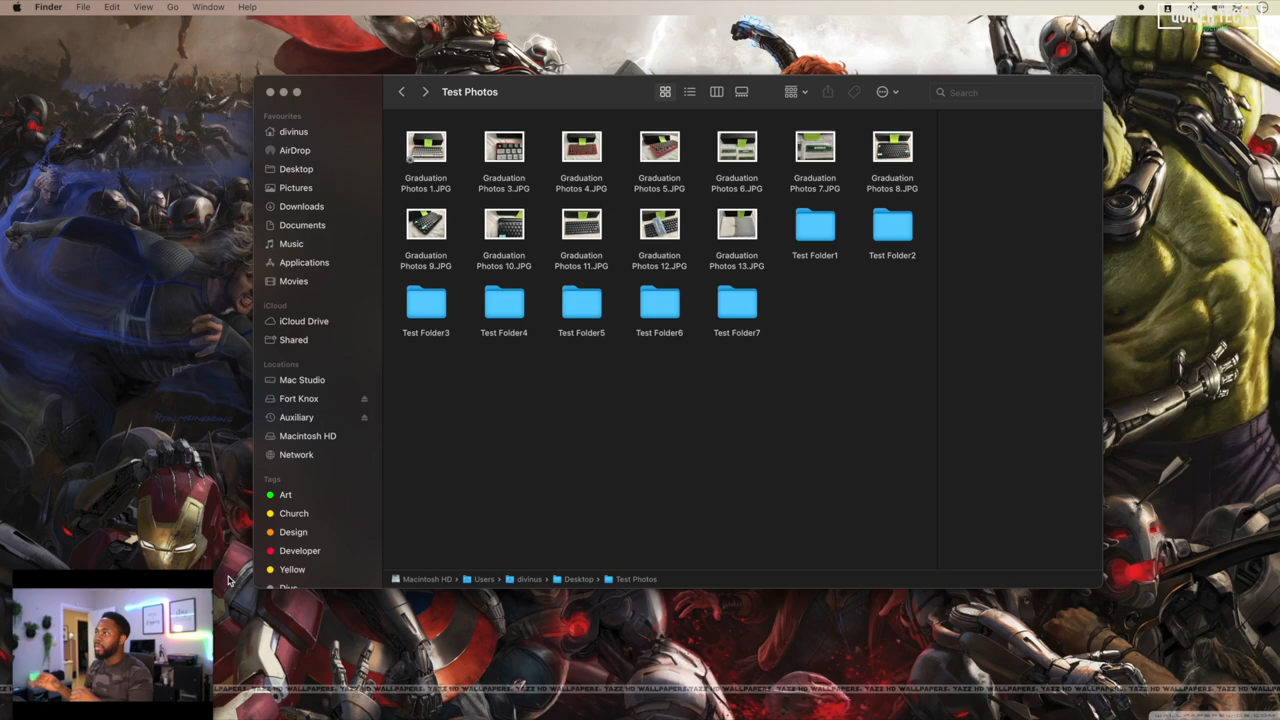 Finder File Edit View Go Window Help
Test Photos
Search
Favourites
divinus
AirDrop
Desktop
Pictures
Downloads
Documents
Music
Applications
Movies
iCloud
iCloud Drive
Shared
Locations
Mac Studio
Fort Knox
Auxiliary
Macintosh HD
Network
Tags
Art
Church
Design
Developer
Yellow
Graduation Photos 1.JPG
Graduation Photos 3.JPG
Graduation Photos 4.JPG
Graduation Photos 5.JPG
Graduation Photos 6.JPG
Graduation Photos 7.JPG
Graduation Photos 8.JPG
Graduation Photos 9.JPG
Graduation Photos 10.JPG
Graduation Photos 11.JPG
Graduation Photos 12.JPG
Graduation Photos 13.JPG
Test Folder1
Test Folder2
Test Folder3
Test Folder4
Test Folder5
Test Folder6
Test Folder7
Macintosh HD › Users › divinus › Desktop › Test Photos